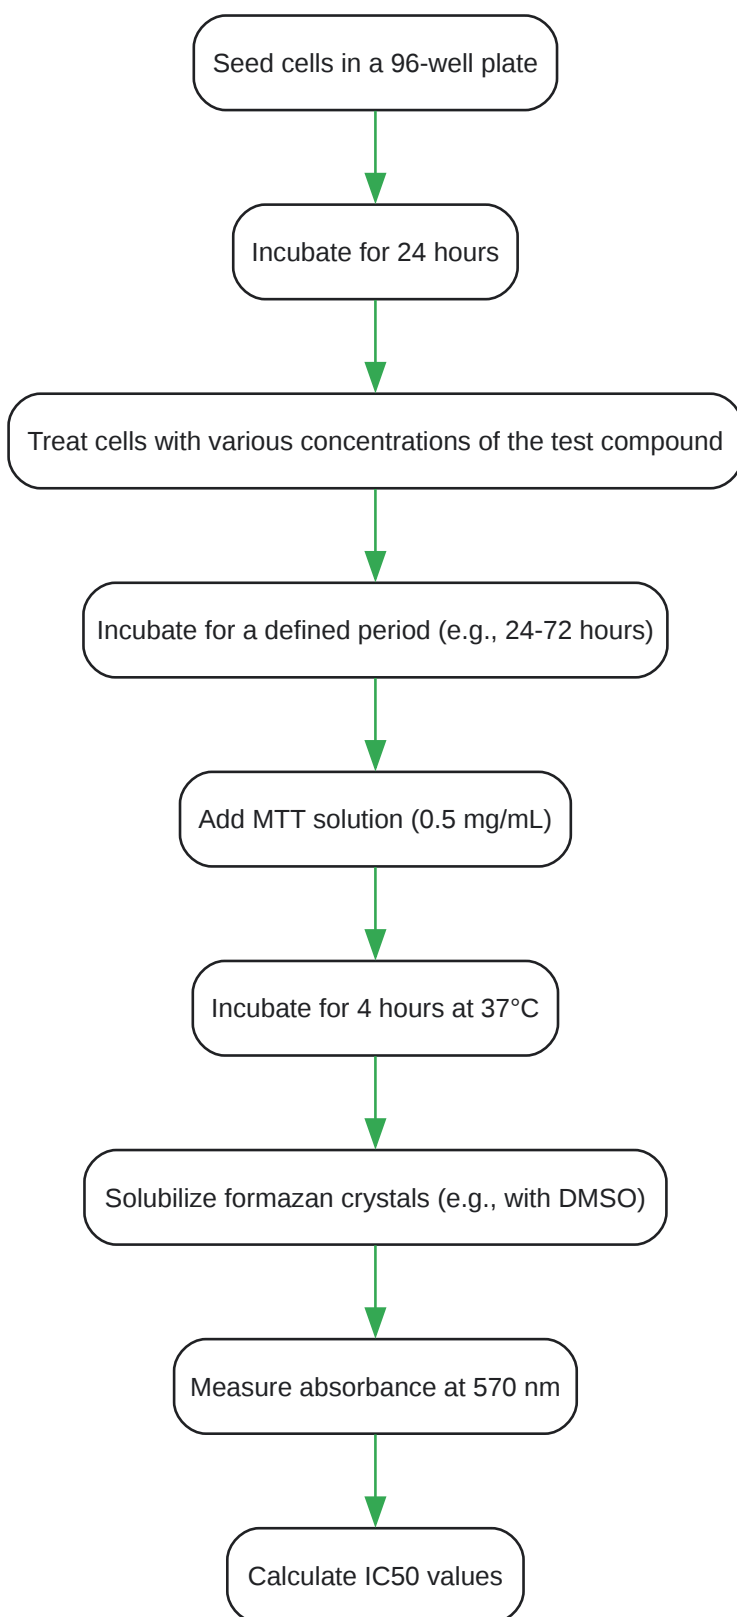 Seed cells in a 96-well plate
Incubate for 24 hours
Treat cells with various concentrations of the test compound
Incubate for a defined period (e.g., 24-72 hours)
Add MTT solution (0.5 mg/mL)
Incubate for 4 hours at 37°C
Solubilize formazan crystals (e.g., with DMSO)
Measure absorbance at 570 nm
Calculate IC50 values